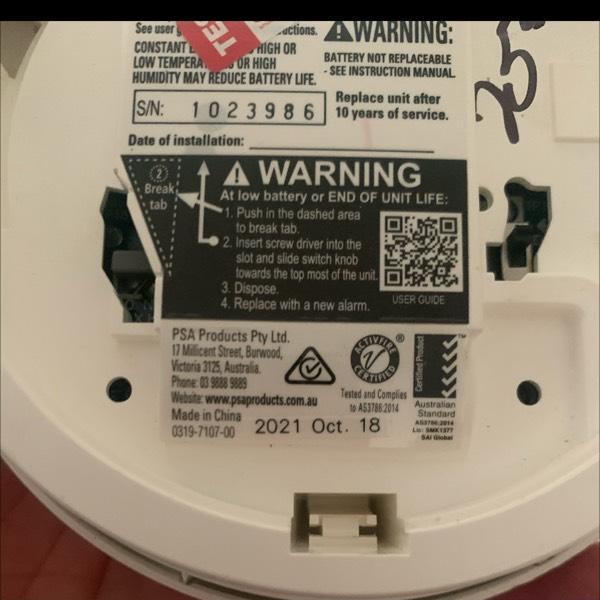 See user g ctions.
CONSTANT E HIGH OR
LOW TEMPERAT S OR HIGH
HUMIDITY MAY REDUCE BATTERY LIFE.
TES
WARNING:
BATTERY NOT REPLACEABLE
- SEE INSTRUCTION MANUAL.
S/N: 1023986
Replace unit after
10 years of service.
Date of installation:
② Break
tab
WARNING
At low battery or END OF UNIT LIFE:
1. Push in the dashed area
to break tab.
2. Insert screw driver into the
slot and slide switch knob
towards the top most of the unit.
3. Dispose.
4. Replace with a new alarm.
USER GUIDE
PSA Products Pty Ltd.
17 Millicent Street, Burwood,
Victoria 3125, Australia.
Phone: 03 9888 9889
Website: www.psaproducts.com.au
Made in China
0319-7107-00 2021 Oct. 18
ACTIVFIRE
CERTIFIED
®
Tested and Complies
to AS3786:2014
Certified Product
TM
Australian
Standard
AS3786:2014
Lic: SMK1377
SAI Global